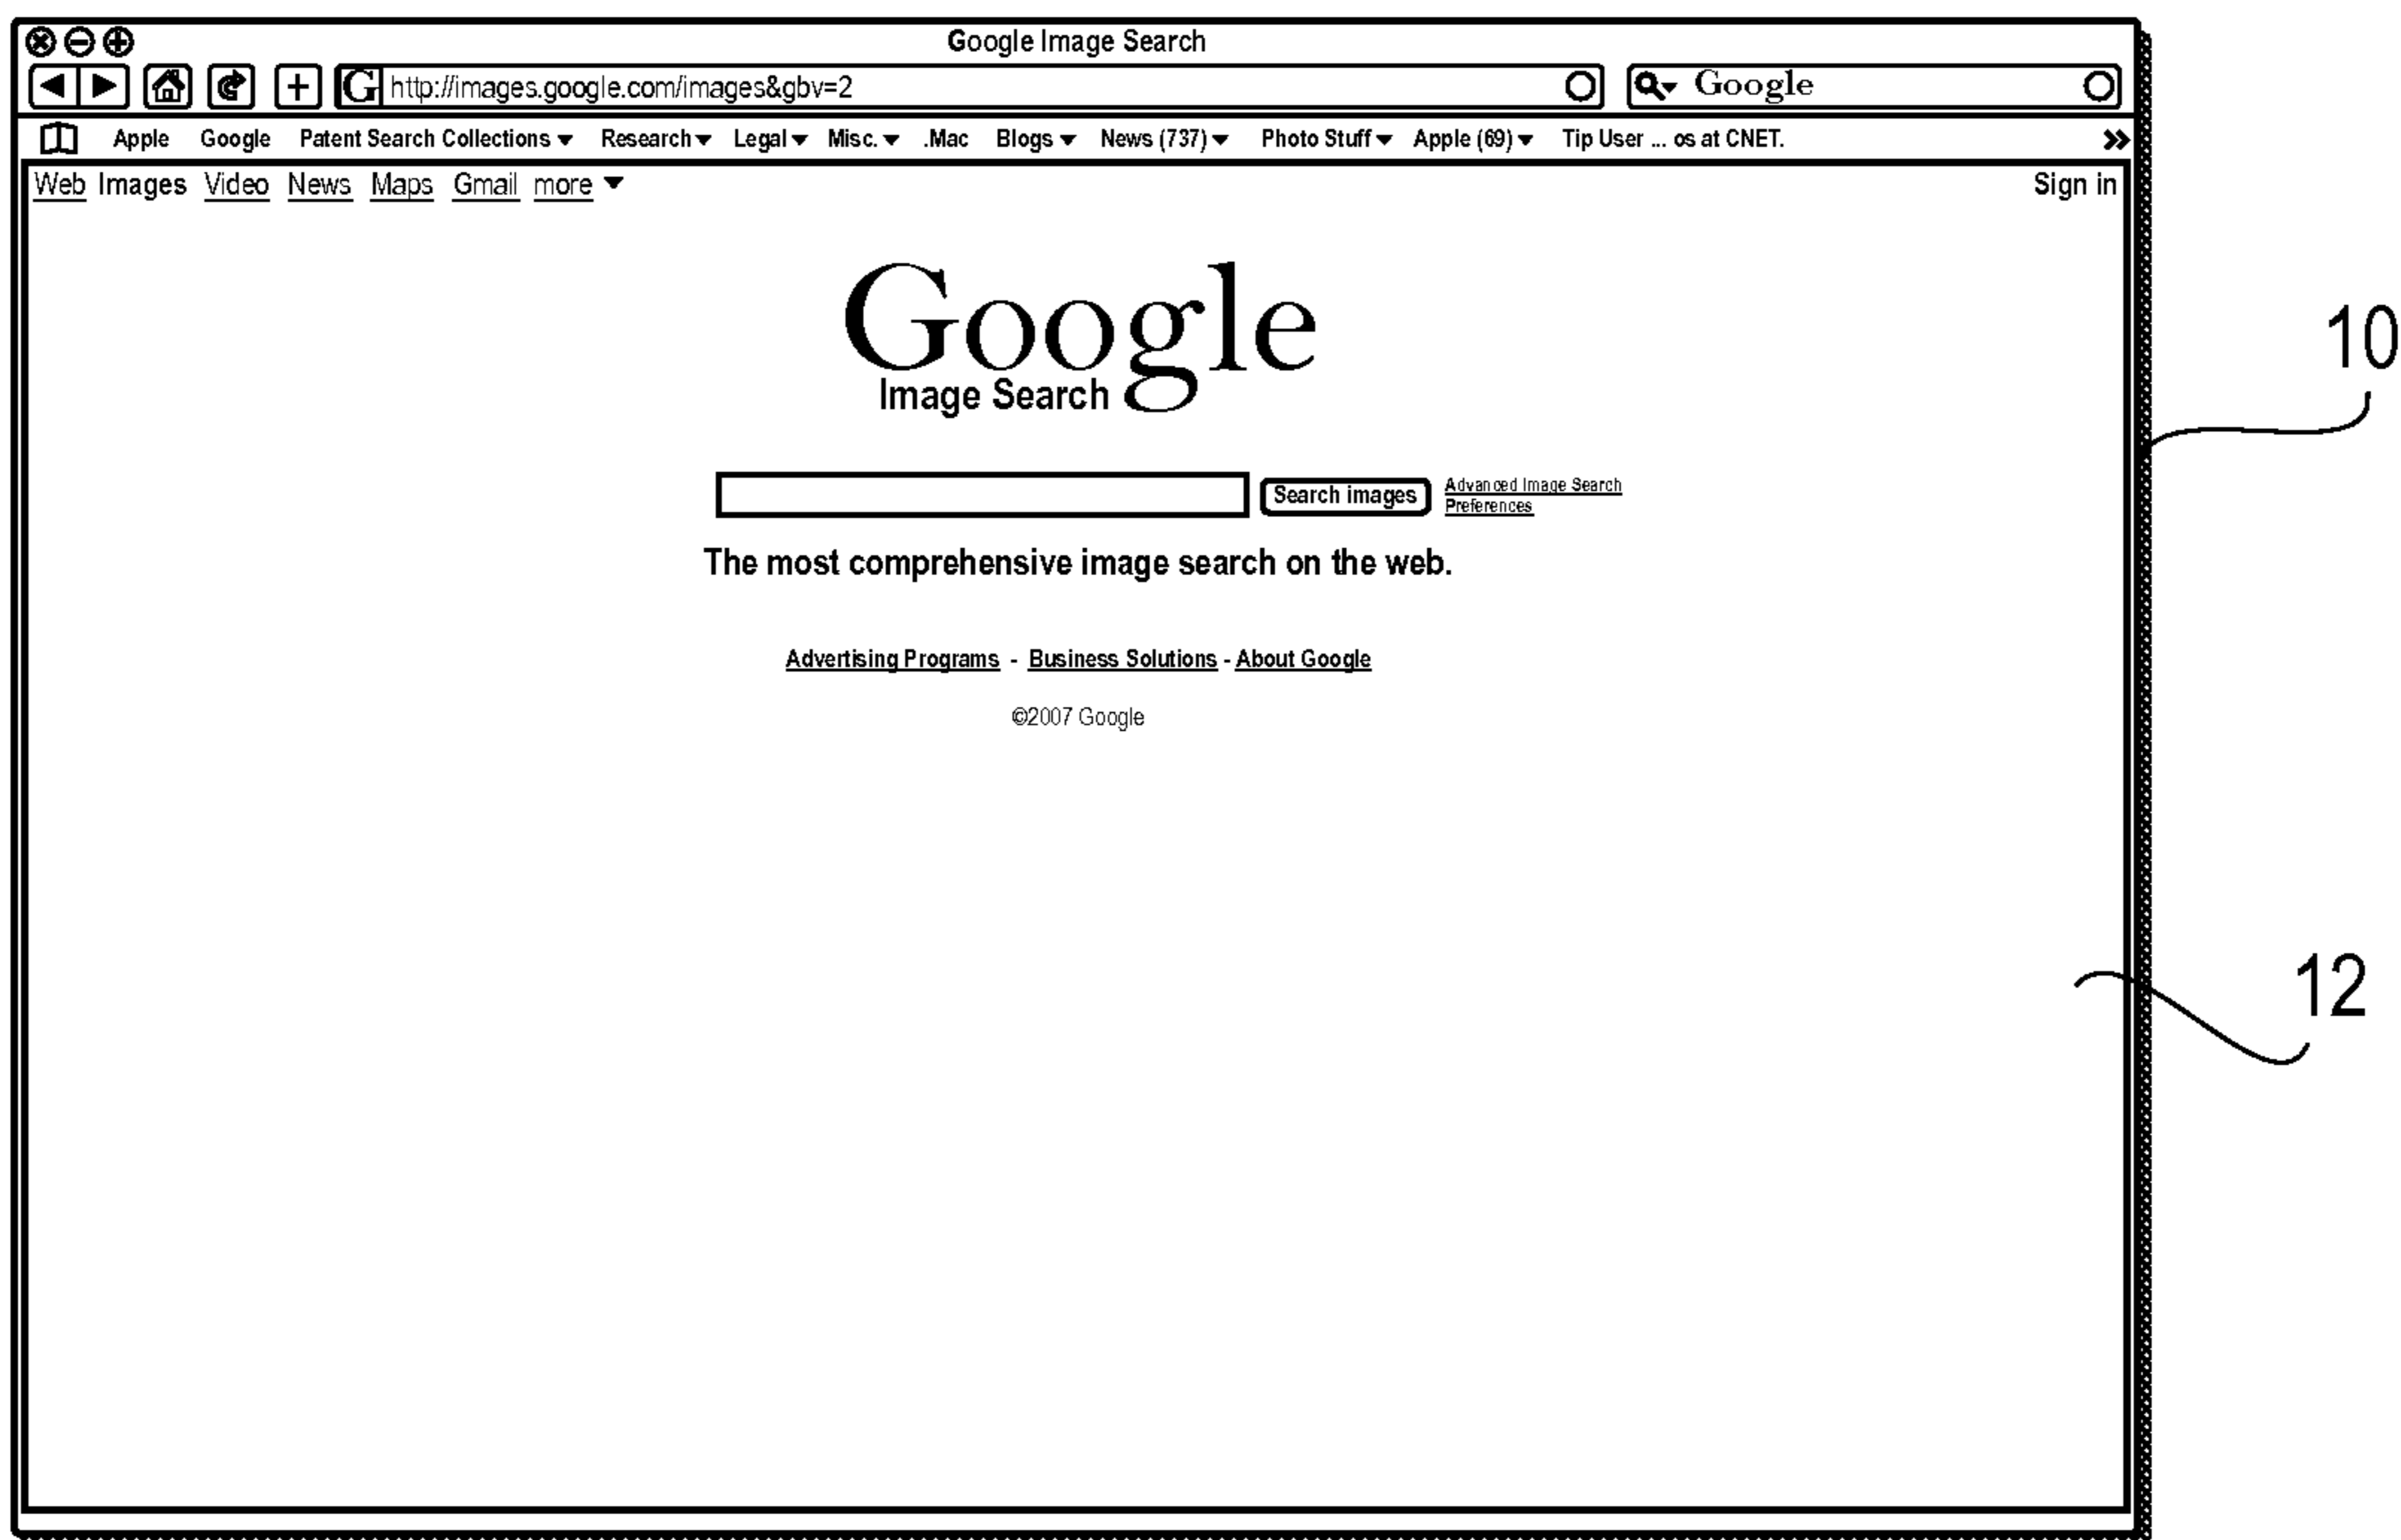 Google Image Search
G http://images.google.com/images&gbv=2 Google
Apple Google Patent Search Collections Research Legal Misc. .Mac Blogs News (737) Photo Stuff Apple (69) Tip User ... os at CNET.
Web Images Video News Maps Gmail more Sign in
Google
Image Search
10
Search images Advanced Image Search
Preferences
The most comprehensive image search on the web.
Advertising Programs - Business Solutions - About Google
©2007 Google
12